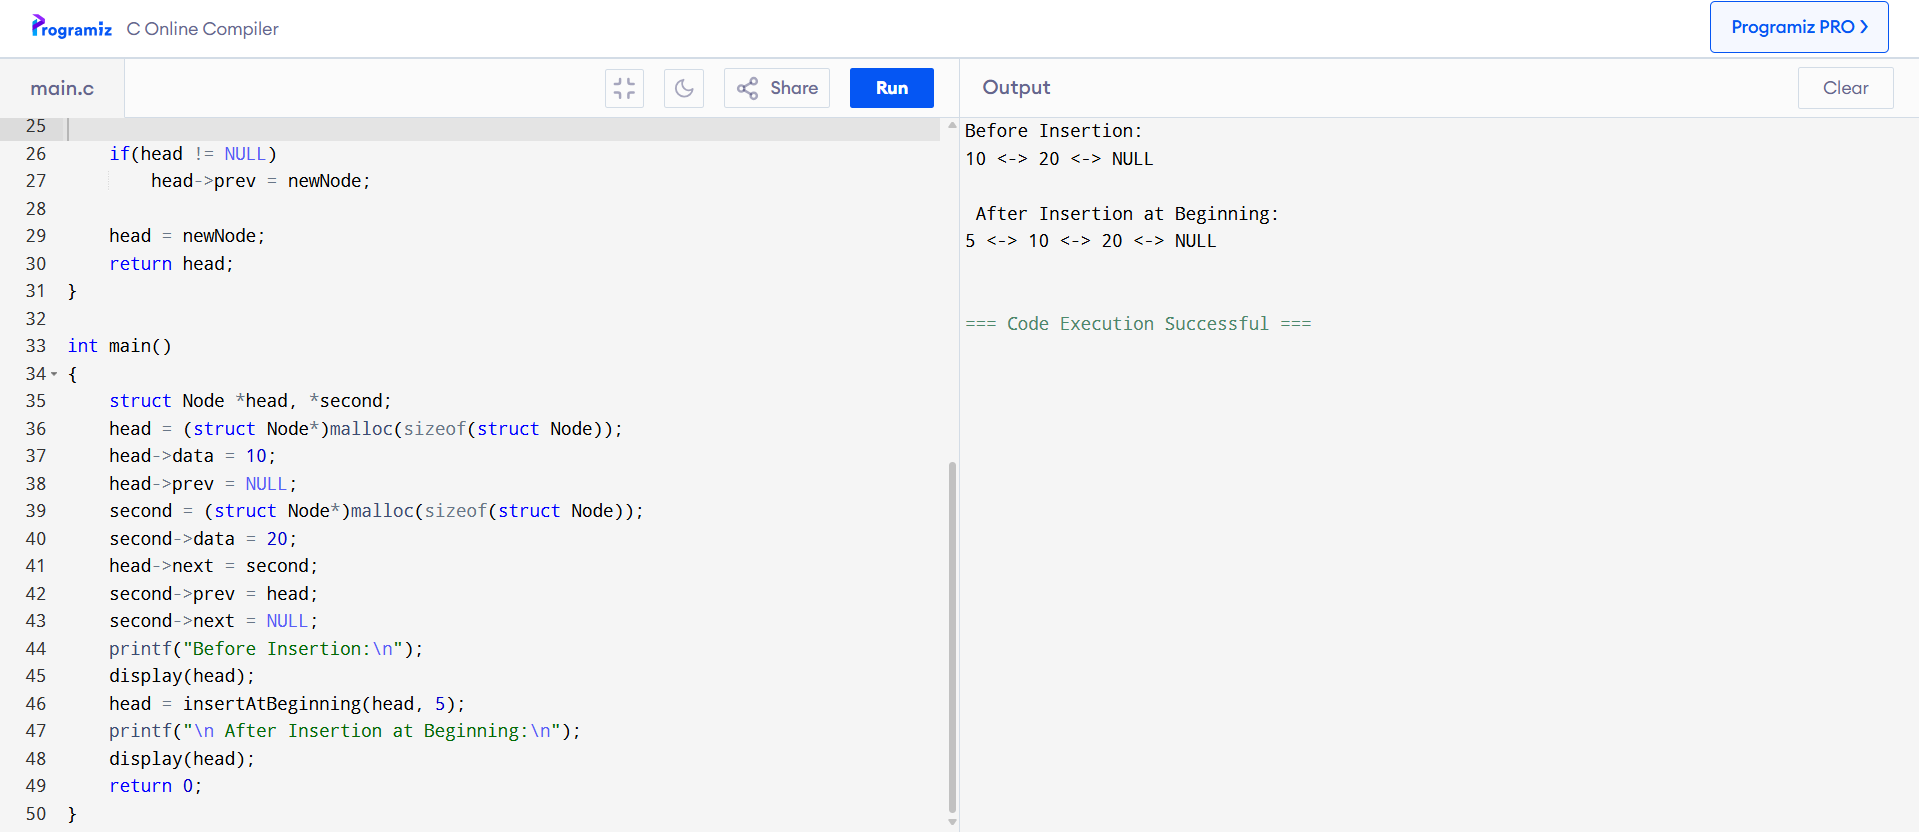 Programiz C Online Compiler
Programiz PRO >
main.c
Share
Run
Output
Clear
25
26     if(head != NULL)
27         head->prev = newNode;
28
29     head = newNode;
30     return head;
31 }
32
33 int main()
34 {
35     struct Node *head, *second;
36     head = (struct Node*)malloc(sizeof(struct Node));
37     head->data = 10;
38     head->prev = NULL;
39     second = (struct Node*)malloc(sizeof(struct Node));
40     second->data = 20;
41     head->next = second;
42     second->prev = head;
43     second->next = NULL;
44     printf("Before Insertion:\n");
45     display(head);
46     head = insertAtBeginning(head, 5);
47     printf("\n After Insertion at Beginning:\n");
48     display(head);
49     return 0;
50 }
Before Insertion:
10 <-> 20 <-> NULL
After Insertion at Beginning:
5 <-> 10 <-> 20 <-> NULL
=== Code Execution Successful ===